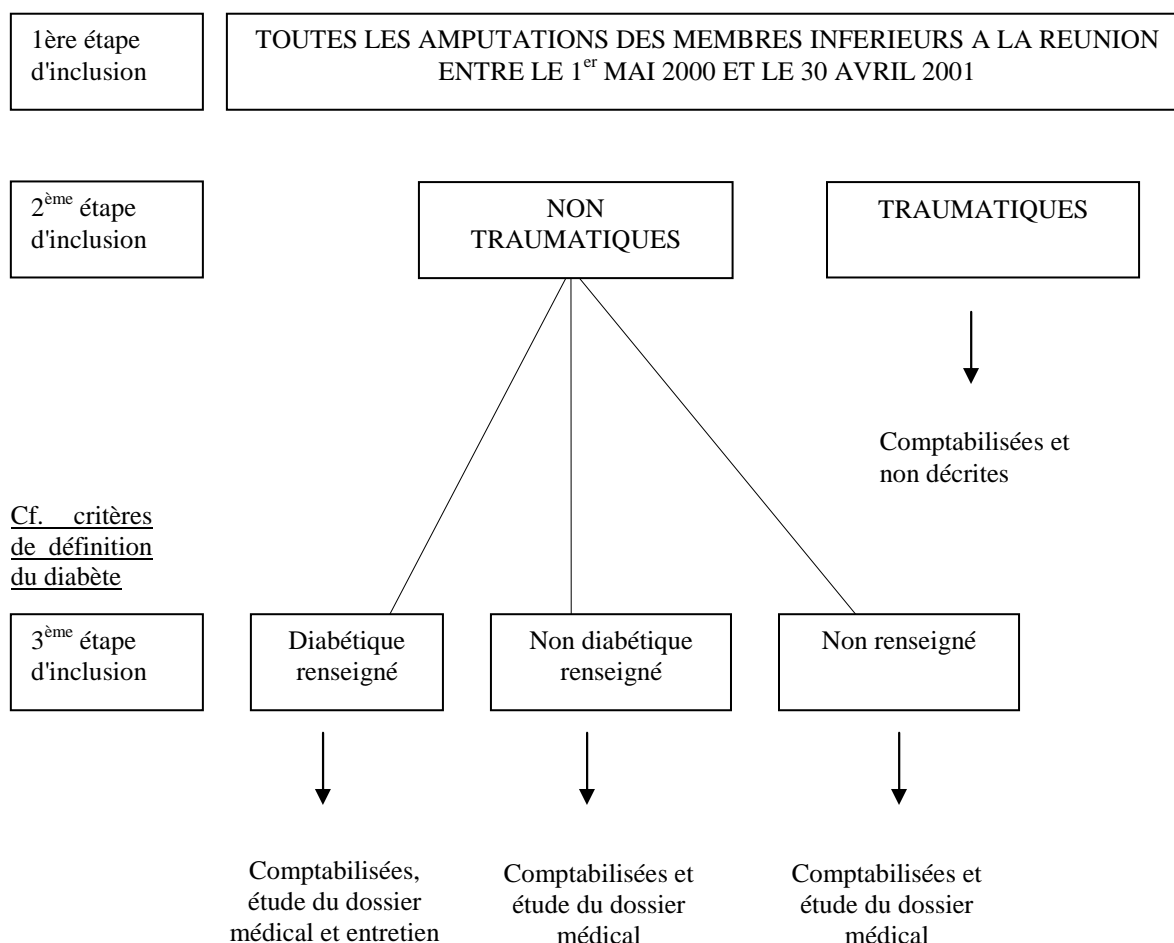 1ère étape
d'inclusion
TOUTES LES AMPUTATIONS DES MEMBRES INFERIEURS A LA REUNION
ENTRE LE 1er MAI 2000 ET LE 30 AVRIL 2001
2ème étape
d'inclusion
NON
TRAUMATIQUES
TRAUMATIQUES
Comptabilisées et
non décrites
Cf. critères
de définition
du diabète
3ème étape
d'inclusion
Diabétique
renseigné
Non diabétique
renseigné
Non renseigné
Comptabilisées,
étude du dossier
médical et entretien
Comptabilisées et
étude du dossier
médical
Comptabilisées et
étude du dossier
médical